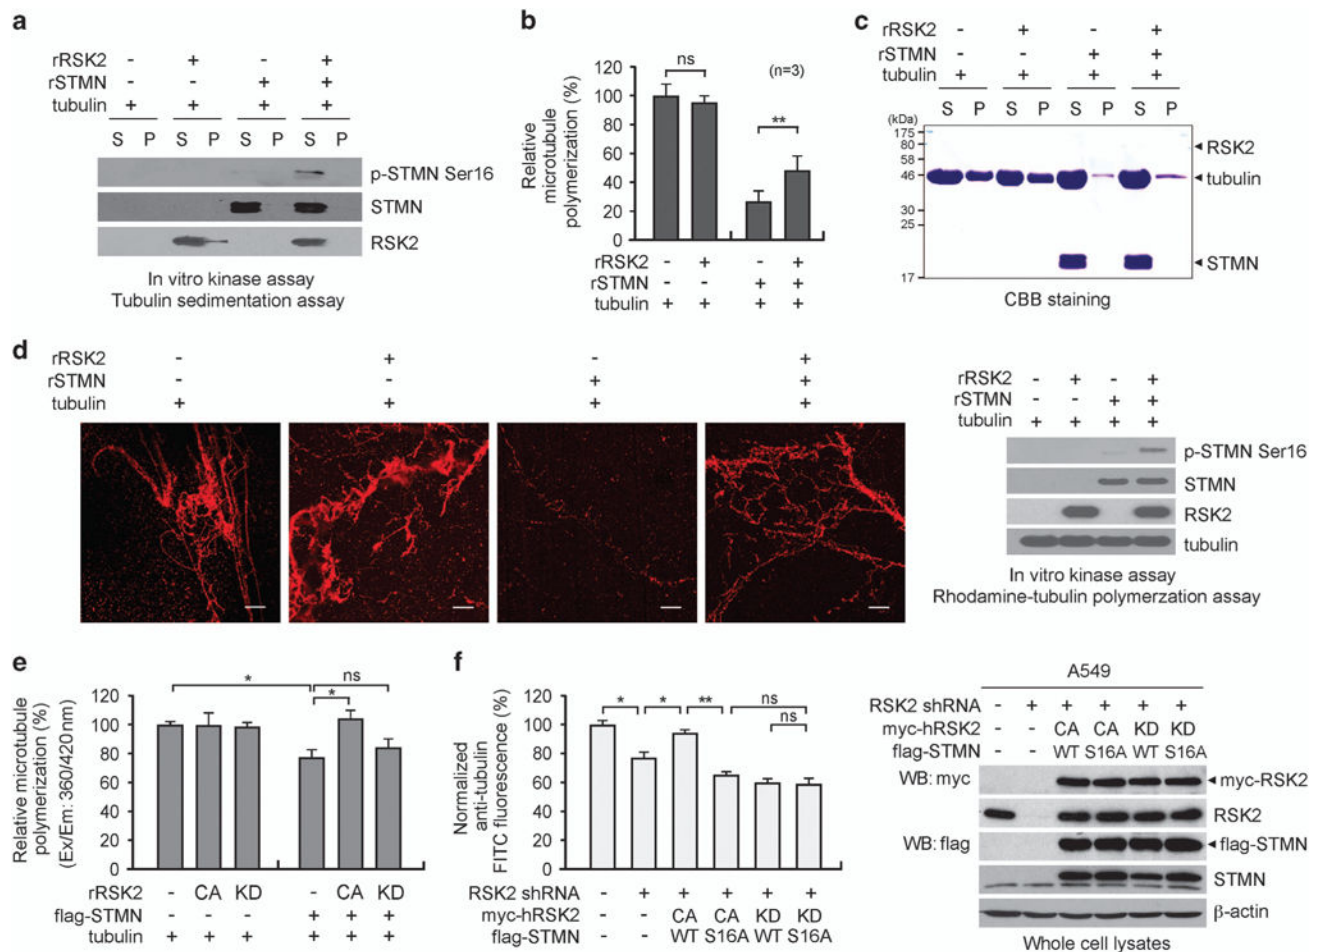 a
rRSK2 - + - +
rSTMN - - + +
tubulin + + + +
S P S P S P S P
p-STMN Ser16
STMN
RSK2
In vitro kinase assay
Tubulin sedimentation assay
b
Relative
microtubule
polymerization (%)
120
100
80
60
40
20
0
ns
(n=3)
**
rRSK2 - + - +
rSTMN - - + +
tubulin + + + +
c
rRSK2 - + - +
rSTMN - - + +
tubulin + + + +
S P S P S P S P
(kDa)
175
80
58
46
30
25
17
RSK2
tubulin
STMN
CBB staining
d
rRSK2 - + - +
rSTMN - - + +
tubulin + + + +
rRSK2 - + - +
rSTMN - - + +
tubulin + + + +
p-STMN Ser16
STMN
RSK2
tubulin
In vitro kinase assay
Rhodamine-tubulin polymerzation assay
e
Relative microtubule
polymerization (%)
(Ex/Em: 360/420 nm)
120
100
80
60
40
20
0
*
ns
*
rRSK2 - CA KD - CA KD
flag-STMN - - - + + +
tubulin + + + + + +
f
Normalized
anti-tubulin
FITC fluorescence (%)
120
100
80
60
40
20
0
* * ** ns
ns
RSK2 shRNA - + + + + +
myc-hRSK2 - - CA CA KD KD
flag-STMN - - WT S16A WT S16A
A549
RSK2 shRNA - + + + + +
myc-hRSK2 - - CA CA KD KD
flag-STMN - - WT S16A WT S16A
WB: myc
myc-RSK2
RSK2
WB: flag
flag-STMN
STMN
β-actin
Whole cell lysates